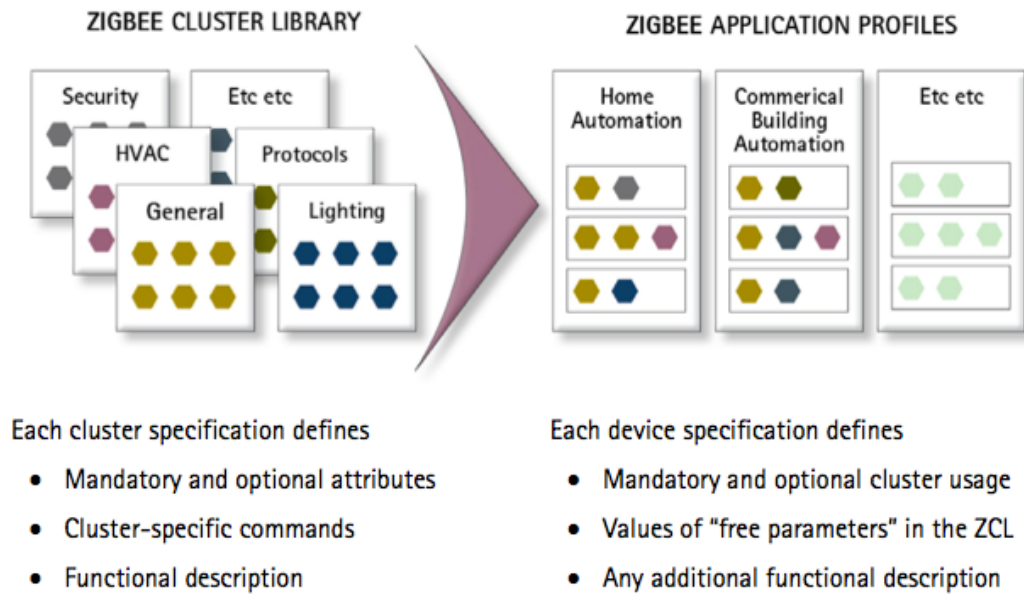 ZIGBEE CLUSTER LIBRARY
Security
Etc etc
HVAC
Protocols
General
Lighting
Each cluster specification defines
• Mandatory and optional attributes
• Cluster-specific commands
• Functional description
ZIGBEE APPLICATION PROFILES
Home
Automation
Commerical
Building
Automation
Etc etc
Each device specification defines
• Mandatory and optional cluster usage
• Values of “free parameters” in the ZCL
• Any additional functional description